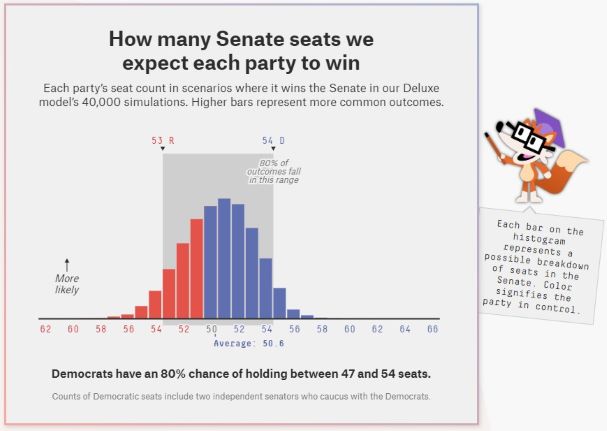 How many Senate seats we
expect each party to win
Each party's seat count in scenarios where it wins the Senate in our Deluxe
model's 40,000 simulations. Higher bars represent more common outcomes.
53 R 54 D
80% of
outcomes fall
in this range
More
likely
62 60 58 56 54 52 50 52 54 56 58 60 62 64 66
Average: 50.6
Democrats have an 80% chance of holding between 47 and 54 seats.
Counts of Democratic seats include two independent senators who caucus with the Democrats.
Each bar on the
histogram
represents a
possible breakdown
of seats in the
Senate. Color
signifies the
party in control.